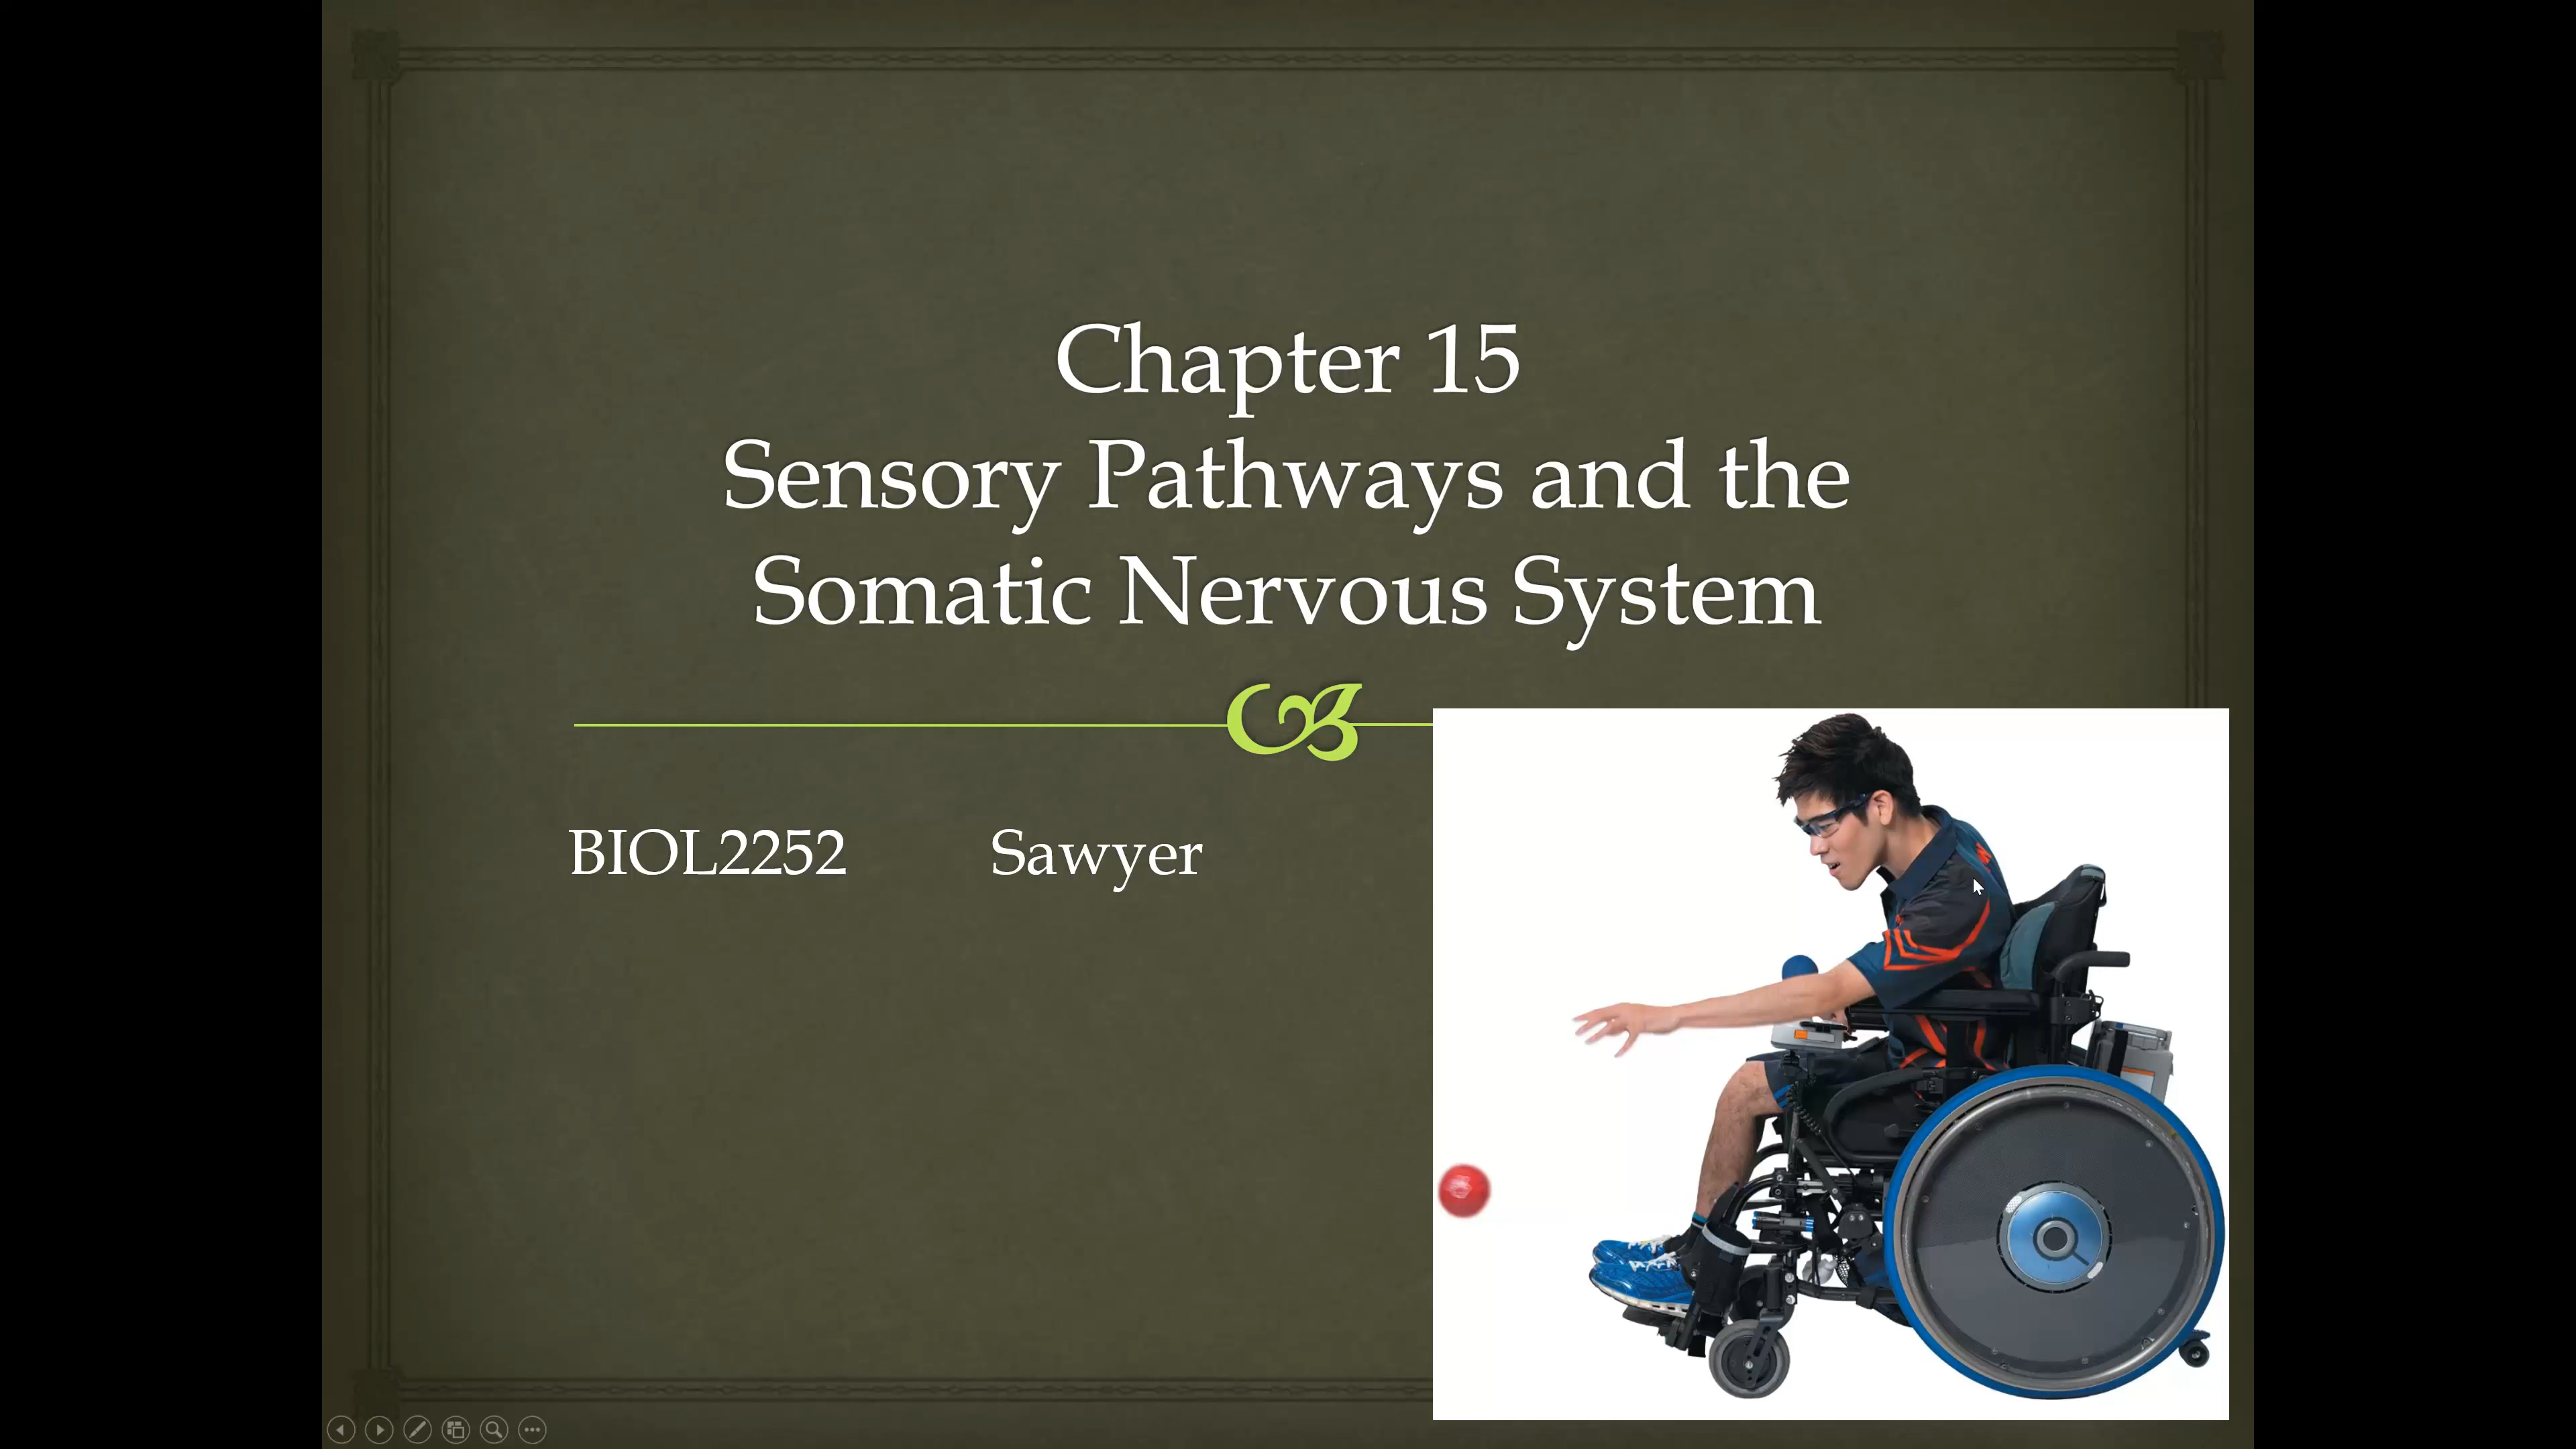 Chapter 15
Sensory Pathways and the
Somatic Nervous System
BIOL2252 Sawyer